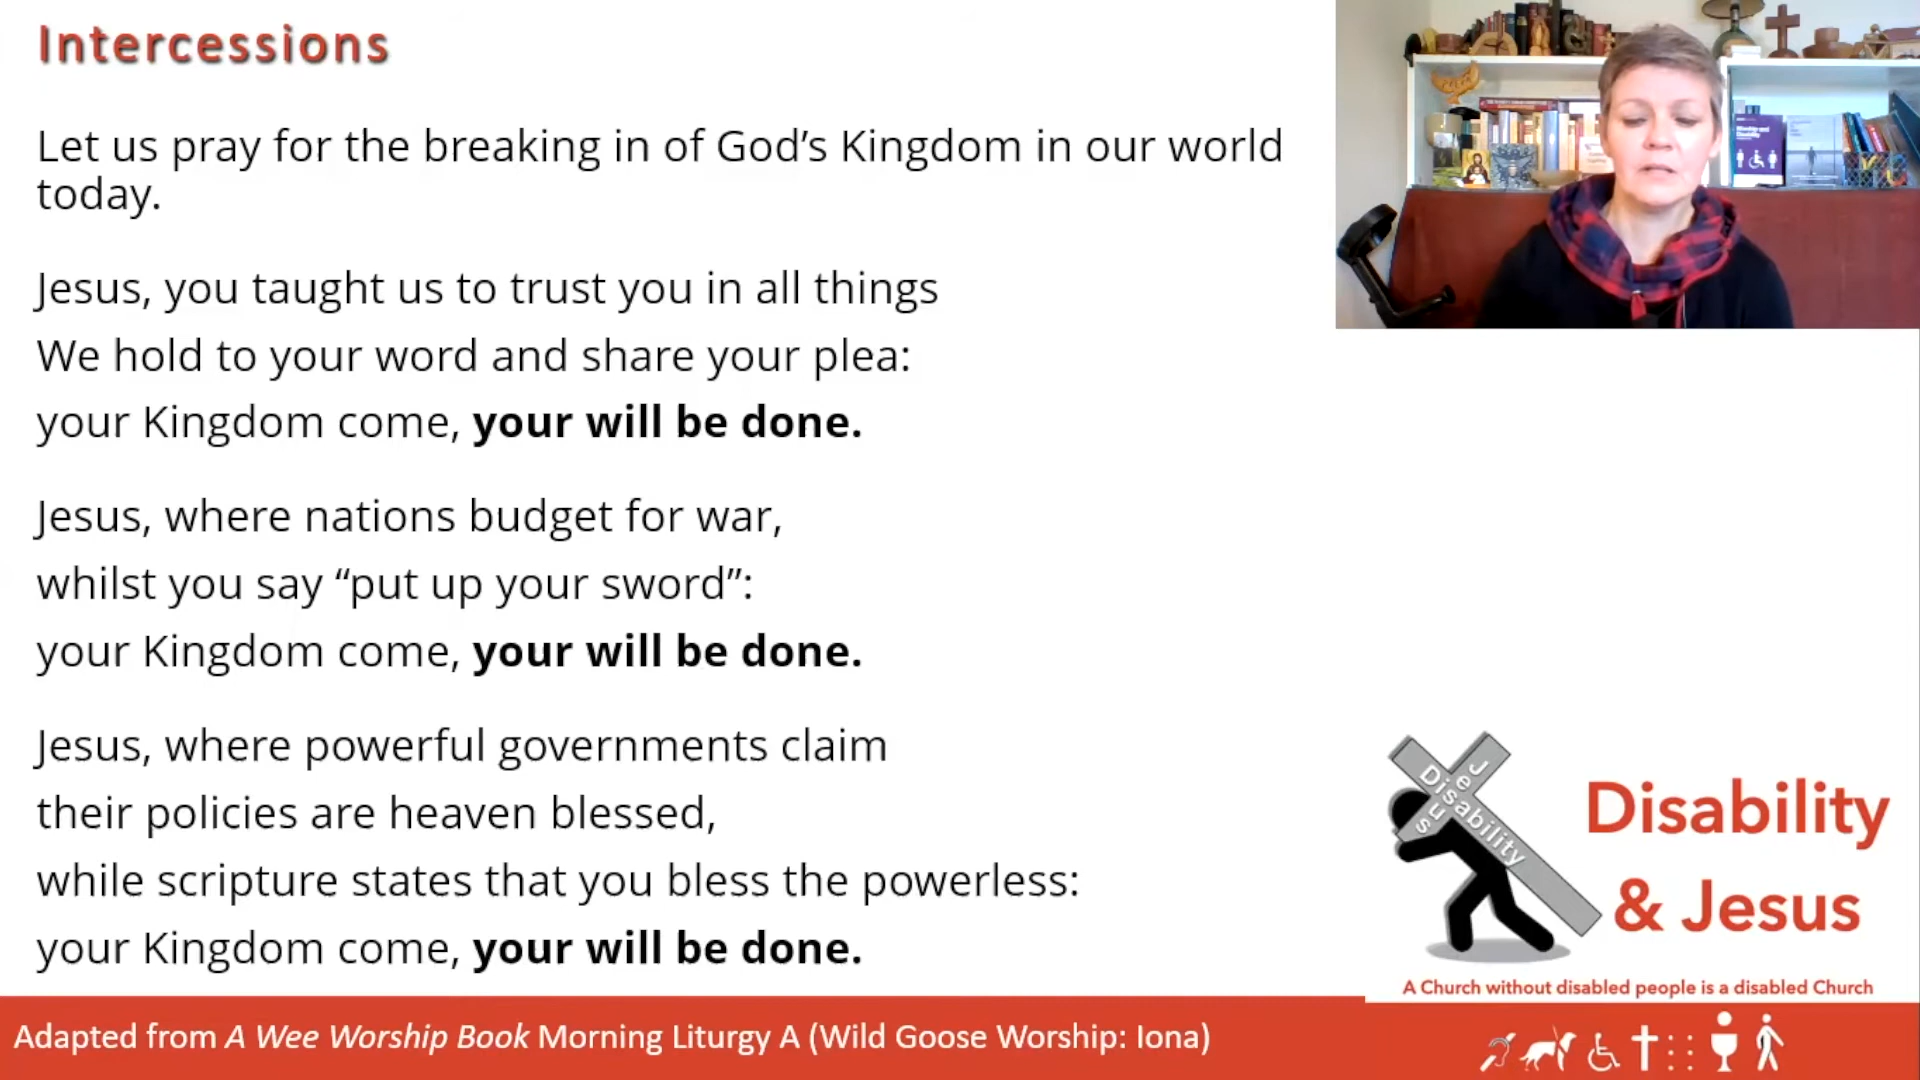 Intercessions
Let us pray for the breaking in of God's Kingdom in our world
today.
Jesus, you taught us to trust you in all things
We hold to your word and share your plea:
your Kingdom come, your will be done.
Jesus, where nations budget for war,
whilst you say “put up your sword”:
your Kingdom come, your will be done.
Jesus, where powerful governments claim
their policies are heaven blessed,
while scripture states that you bless the powerless:
your Kingdom come, your will be done.
Jesus
Disability
Disability
& Jesus
A Church without disabled people is a disabled Church
Adapted from A Wee Worship Book Morning Liturgy A (Wild Goose Worship: Iona)